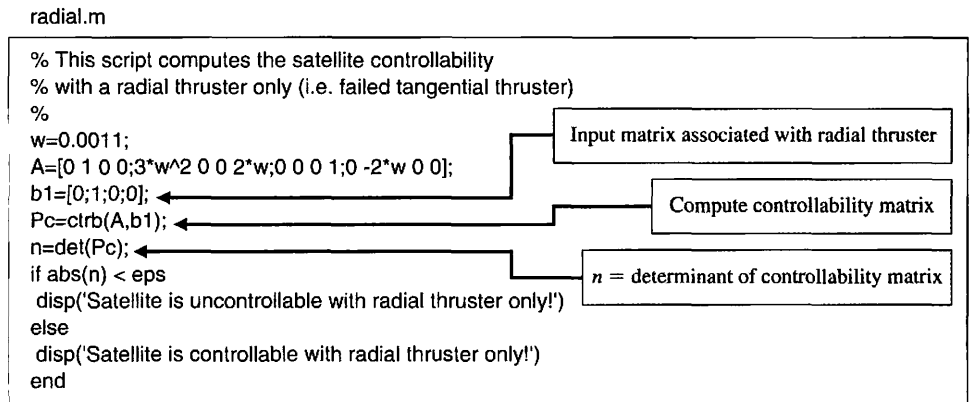 radial.m
% This script computes the satellite controllability
% with a radial thruster only (i.e. failed tangential thruster)
%
w=0.0011;
A=[0 1 0 0;3*w^2 0 0 2*w;0 0 0 1;0 -2*w 0 0];
b1=[0;1;0;0];
Pc=ctrb(A,b1);
n=det(Pc);
if abs(n) < eps
disp('Satellite is uncontrollable with radial thruster only!')
else
disp('Satellite is controllable with radial thruster only!')
end
Input matrix associated with radial thruster
Compute controllability matrix
n = determinant of controllability matrix